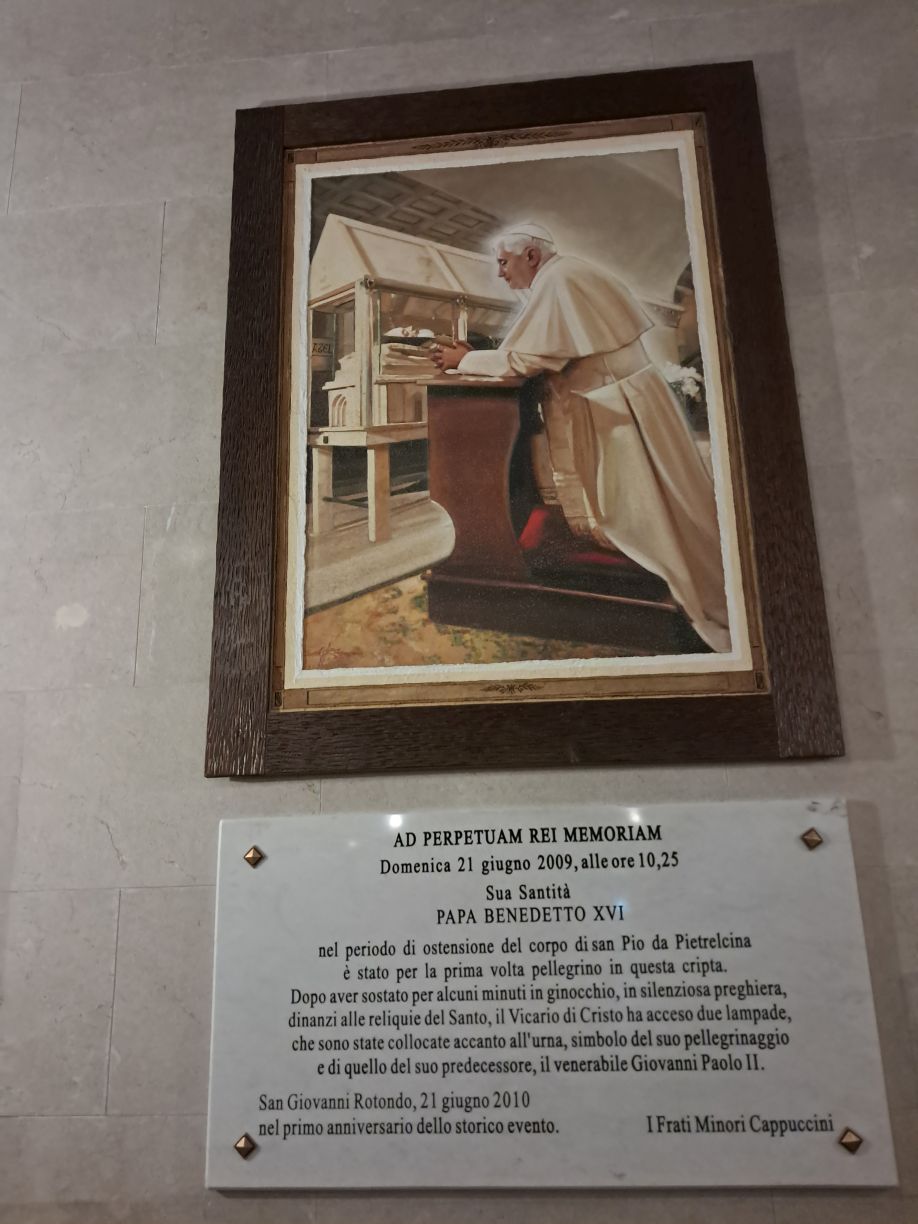 AD PERPETUAM REI MEMORIAM
Domenica 21 giugno 2009, alle ore 10,25
Sua Santità
PAPA BENEDETTO XVI
nel periodo di ostensione del corpo di san Pio da Pietrelcina
è stato per la prima volta pellegrino in questa cripta.
Dopo aver sostato per alcuni minuti in ginocchio, in silenziosa preghiera,
dinanzi alle reliquie del Santo, il Vicario di Cristo ha acceso due lampade,
che sono state collocate accanto all'urna, simbolo del suo pellegrinaggio
e di quello del suo predecessore, il venerabile Giovanni Paolo II.
San Giovanni Rotondo, 21 giugno 2010
nel primo anniversario dello storico evento.
I Frati Minori Cappuccini